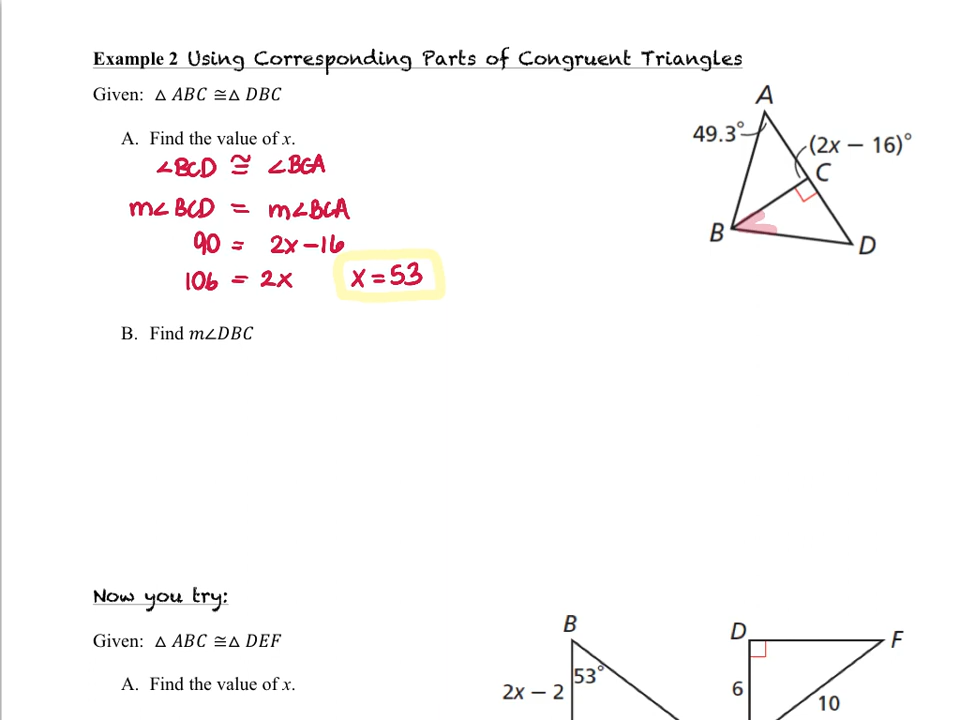 Example 2 Using Corresponding Parts of Congruent Triangles
Given: △ ABC ≅△ DBC
A. Find the value of x.
∠BCD ≅ ∠BCA
m∠BCD = m∠BCA
90 = 2x-16
106 = 2x x=53
B. Find m∠DBC
A
49.3°
(2x – 16)°
C
B
D
Now you try:
Given: △ ABC ≅△ DEF
A. Find the value of x.
B
53°
2x – 2
D
F
6
10